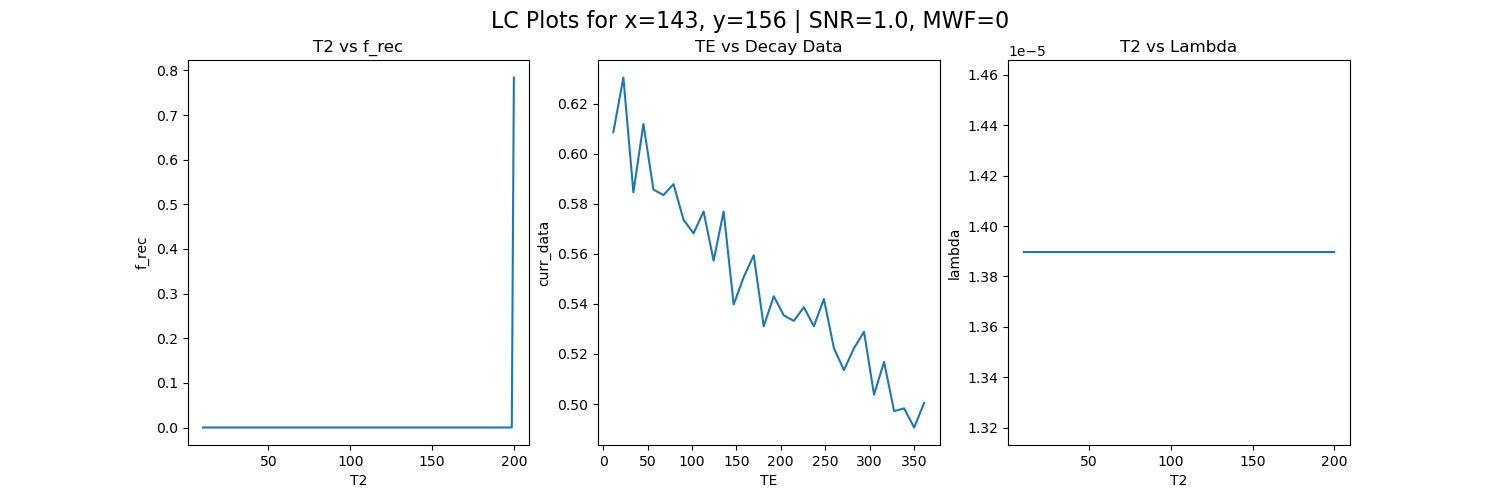 LC Plots for x=143, y=156 | SNR=1.0, MWF=0
T2 vs f_rec
0.8
0.7
0.6
0.5
0.4
0.3
0.2
0.1
0.0
f_rec
50 100 150 200
T2
TE vs Decay Data
0.62
0.60
0.58
0.56
0.54
0.52
0.50
curr_data
0 50 100 150 200 250 300 350
TE
T2 vs Lambda
1e−5
1.46
1.44
1.42
1.40
1.38
1.36
1.34
1.32
lambda
50 100 150 200
T2